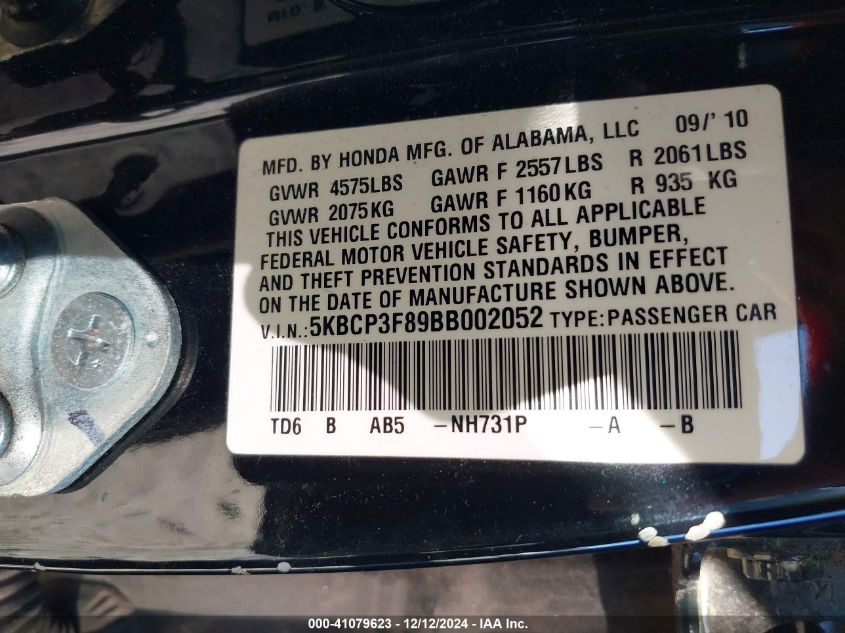 MFD. BY HONDA MFG. OF ALABAMA, LLC 09/'10
GVWR 4575LBS GAWR F 2557LBS R 2061LBS
GVWR 2075KG GAWR F 1160KG R 935 KG
THIS VEHICLE CONFORMS TO ALL APPLICABLE
FEDERAL MOTOR VEHICLE SAFETY, BUMPER,
AND THEFT PREVENTION STANDARDS IN EFFECT
ON THE DATE OF MANUFACTURE SHOWN ABOVE.
V.I.N.:5KBCP3F89BB002052 TYPE:PASSENGER CAR
TD6 B AB5 -NH731P -A -B
000-41079623 - 12/12/2024 - IAA Inc.